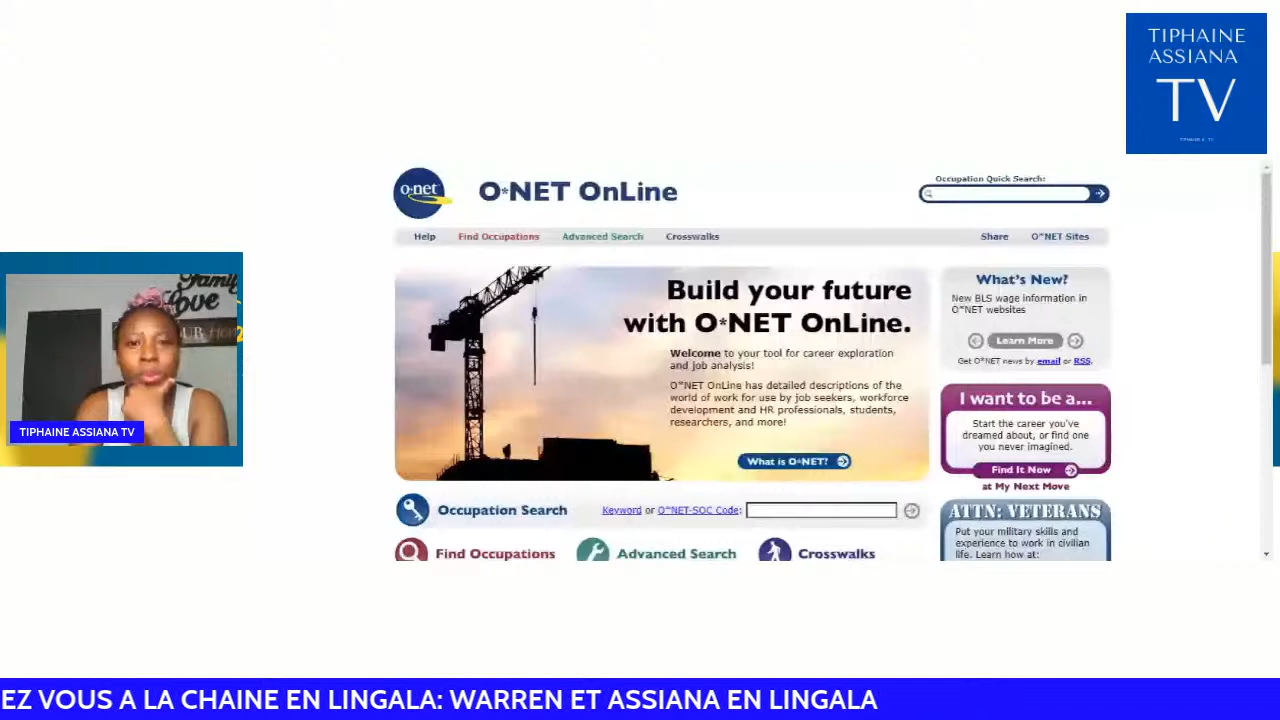 TIPHAINE
ASSIANA
TV
TIPHAINE A. TV
o·net
O*NET OnLine
Occupation Quick Search:
Help Find Occupations Advanced Search Crosswalks Share O*NET Sites
Build your future
with O*NET OnLine.
Welcome to your tool for career exploration
and job analysis!
O*NET OnLine has detailed descriptions of the
world of work for use by job seekers, workforce
development and HR professionals, students,
researchers, and more!
What is O*NET?
What's New?
New BLS wage information in
O*NET websites
Learn More
Get O*NET news by email or RSS.
I want to be a...
Start the career you've
dreamed about, or find one
you never imagined.
Find It Now
at My Next Move
ATTN: VETERANS
Put your military skills and
experience to work in civilian
life. Learn how at:
Occupation Search Keyword or O*NET-SOC Code:
Find Occupations Advanced Search Crosswalks
Family
Love
OUR Home
TIPHAINE ASSIANA TV
EZ VOUS A LA CHAINE EN LINGALA: WARREN ET ASSIANA EN LINGALA